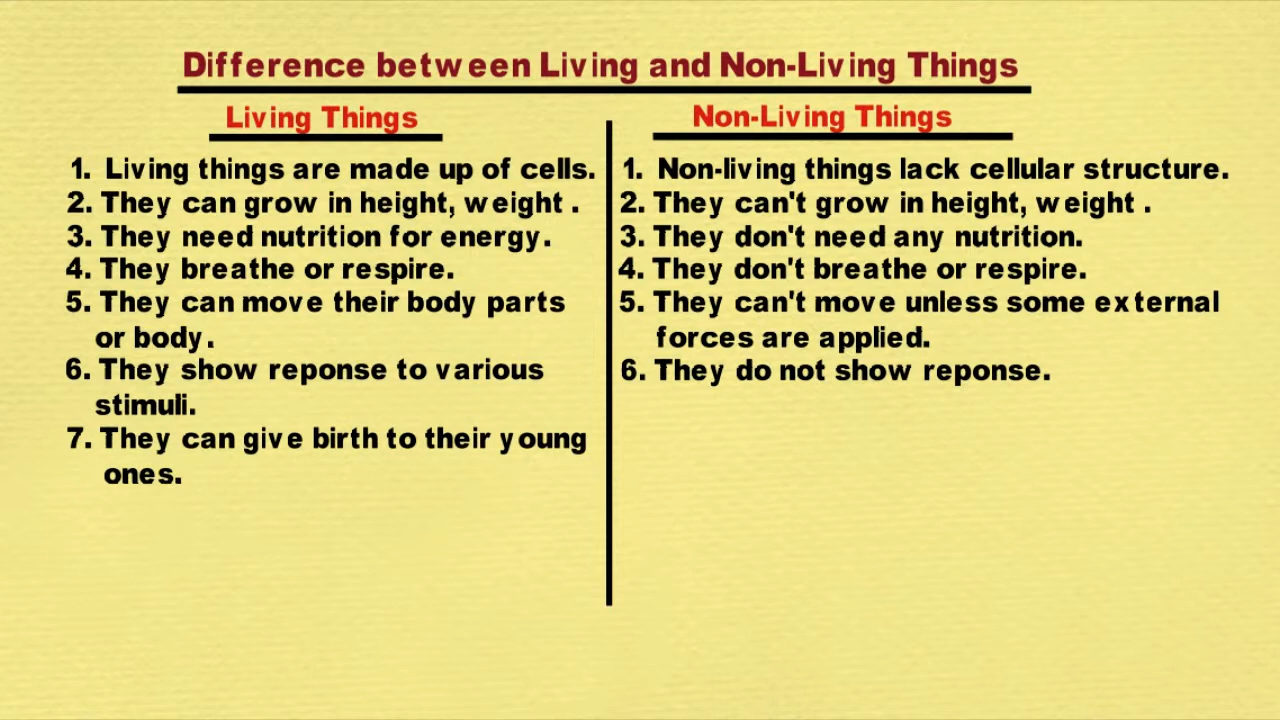 Difference between Living and Non-Living Things
Living Things
1. Living things are made up of cells.
2. They can grow in height, weight .
3. They need nutrition for energy.
4. They breathe or respire.
5. They can move their body parts
or body.
6. They show reponse to various
stimuli.
7. They can give birth to their young
ones.
Non-Living Things
1. Non-living things lack cellular structure.
2. They can't grow in height, weight .
3. They don't need any nutrition.
4. They don't breathe or respire.
5. They can't move unless some external
forces are applied.
6. They do not show reponse.